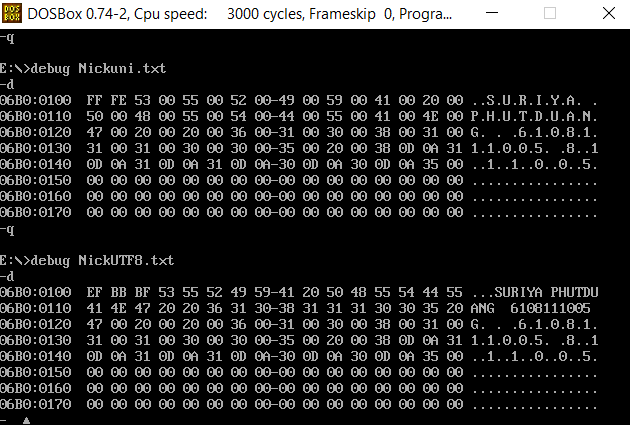 DOSBox 0.74-2, Cpu speed: 3000 cycles, Frameskip 0, Progra...
-q
E:\>debug Nickuni.txt
-d
06B0:0100 FF FE 53 00 55 00 52 00-49 00 59 00 41 00 20 00 ..S.U.R.I.Y.A. .
06B0:0110 50 00 48 00 55 00 54 00-44 00 55 00 41 00 4E 00 P.H.U.T.D.U.A.N.
06B0:0120 47 00 20 00 20 00 36 00-31 00 30 00 38 00 31 00 G. . .6.1.0.8.1.
06B0:0130 31 00 31 00 30 00 30 00-35 00 20 00 38 0D 0A 31 1.1.0.0.5. .8..1
06B0:0140 0D 0A 31 0D 0A 31 0D 0A-30 0D 0A 30 0D 0A 35 00 ..1..1..0..0..5.
06B0:0150 00 00 00 00 00 00 00 00-00 00 00 00 00 00 00 00 ................
06B0:0160 00 00 00 00 00 00 00 00-00 00 00 00 00 00 00 00 ................
06B0:0170 00 00 00 00 00 00 00 00-00 00 00 00 00 00 00 00 ................
-q
E:\>debug NickUTF8.txt
-d
06B0:0100 EF BB BF 53 55 52 49 59-41 20 50 48 55 54 44 55 ...SURIYA PHUTDU
06B0:0110 41 4E 47 20 20 36 31 30-38 31 31 31 30 30 35 20 ANG  6108111005
06B0:0120 47 00 20 00 20 00 36 00-31 00 30 00 38 00 31 00 G. . .6.1.0.8.1.
06B0:0130 31 00 31 00 30 00 30 00-35 00 20 00 38 0D 0A 31 1.1.0.0.5. .8..1
06B0:0140 0D 0A 31 0D 0A 31 0D 0A-30 0D 0A 30 0D 0A 35 00 ..1..1..0..0..5.
06B0:0150 00 00 00 00 00 00 00 00-00 00 00 00 00 00 00 00 ................
06B0:0160 00 00 00 00 00 00 00 00-00 00 00 00 00 00 00 00 ................
06B0:0170 00 00 00 00 00 00 00 00-00 00 00 00 00 00 00 00 ................
-